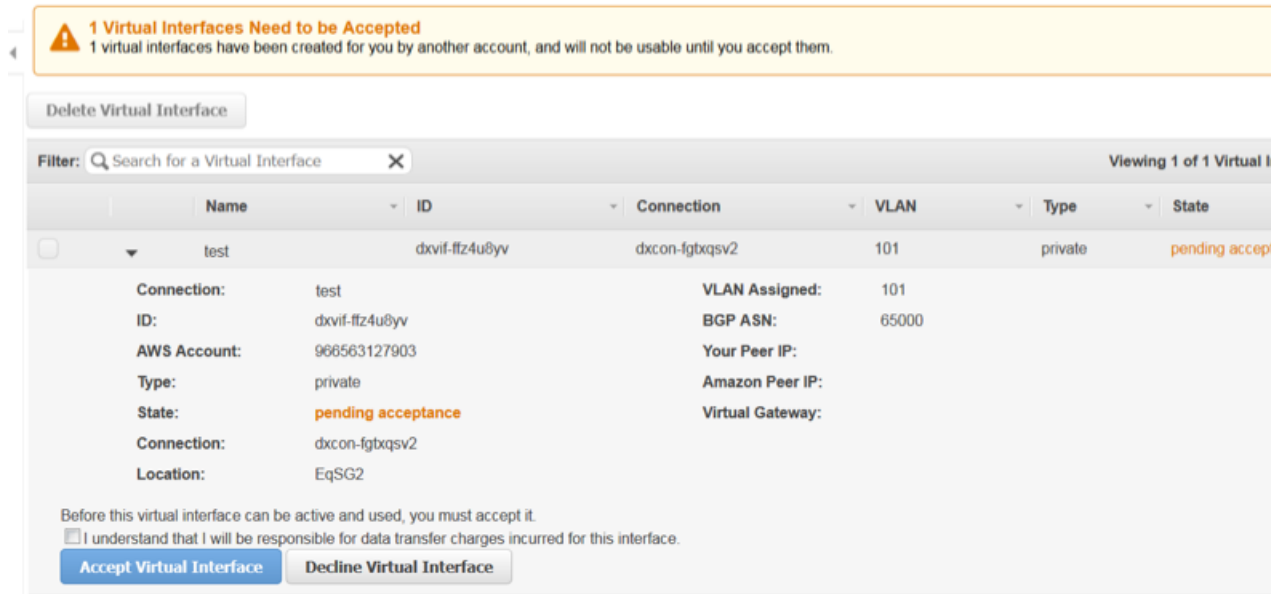 1 Virtual Interfaces Need to be Accepted
1 virtual interfaces have been created for you by another account, and will not be usable until you accept them.
Delete Virtual Interface
Filter: Search for a Virtual Interface Viewing 1 of 1 Virtual I
Name ID Connection VLAN Type State
test dxvif-ffz4u8yv dxcon-fgtxqsv2 101 private pending accept
Connection: test VLAN Assigned: 101
ID: dxvif-ffz4u8yv BGP ASN: 65000
AWS Account: 966563127903 Your Peer IP:
Type: private Amazon Peer IP:
State: pending acceptance Virtual Gateway:
Connection: dxcon-fgtxqsv2
Location: EqSG2
Before this virtual interface can be active and used, you must accept it.
I understand that I will be responsible for data transfer charges incurred for this interface.
Accept Virtual Interface Decline Virtual Interface